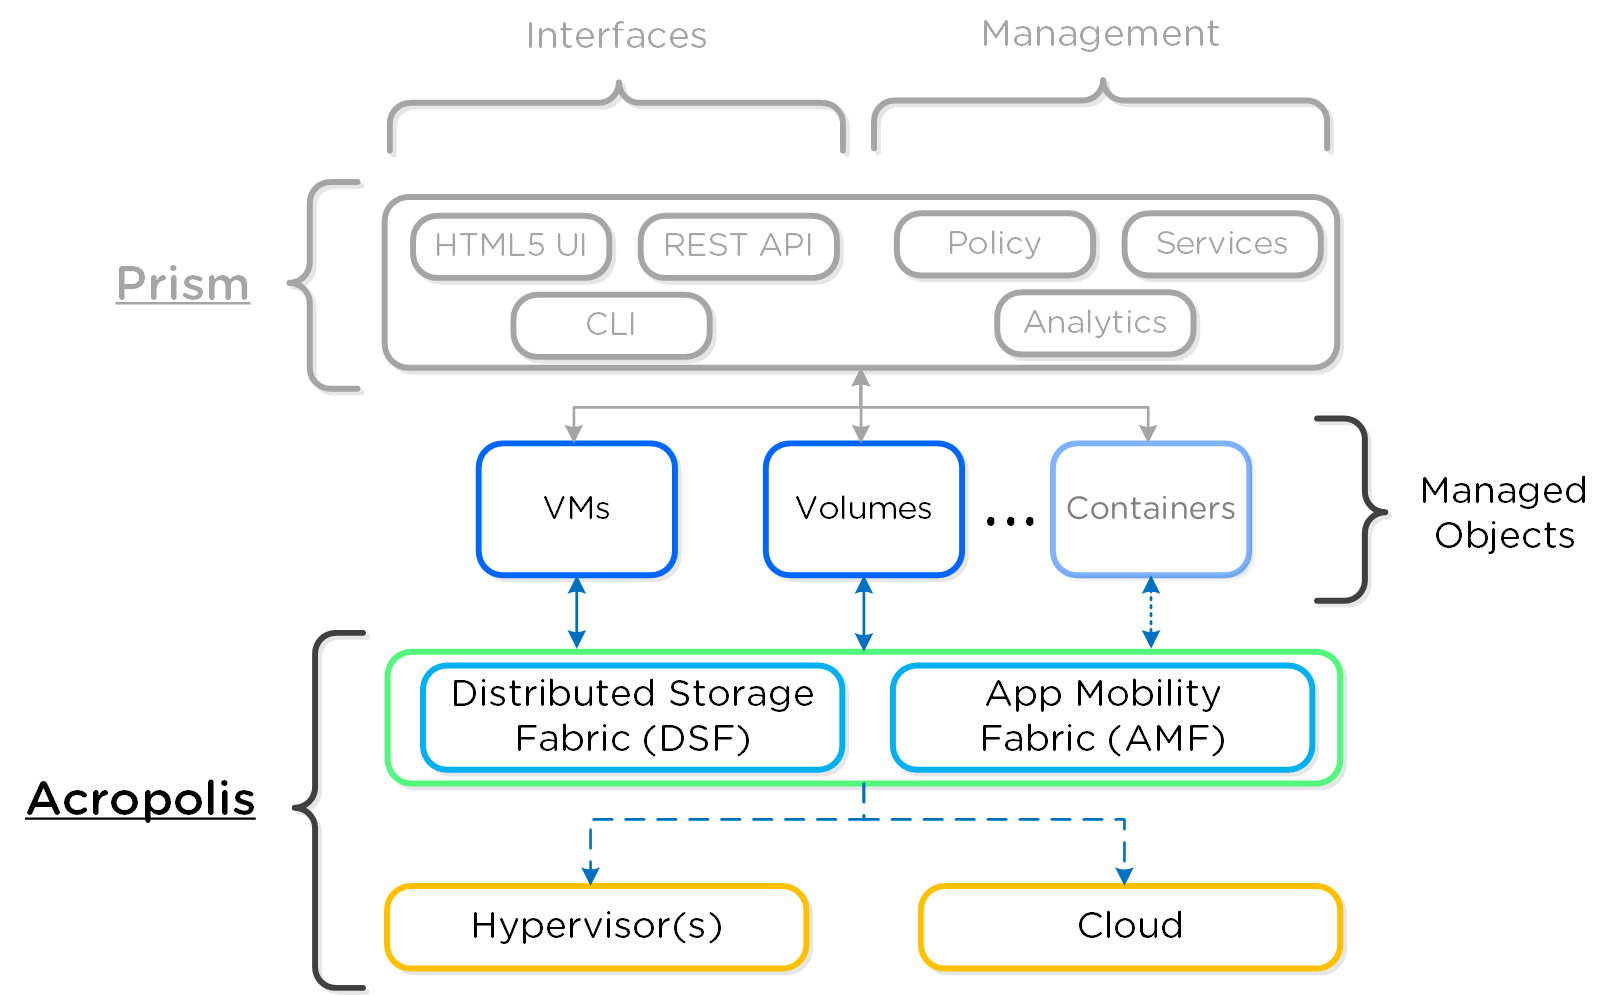 Interfaces
Management
HTML5 UI
REST API
Policy
Services
Prism
CLI
Analytics
VMs
Volumes
...
Containers
Managed
Objects
Distributed Storage
Fabric (DSF)
App Mobility
Fabric (AMF)
Acropolis
Hypervisor(s)
Cloud